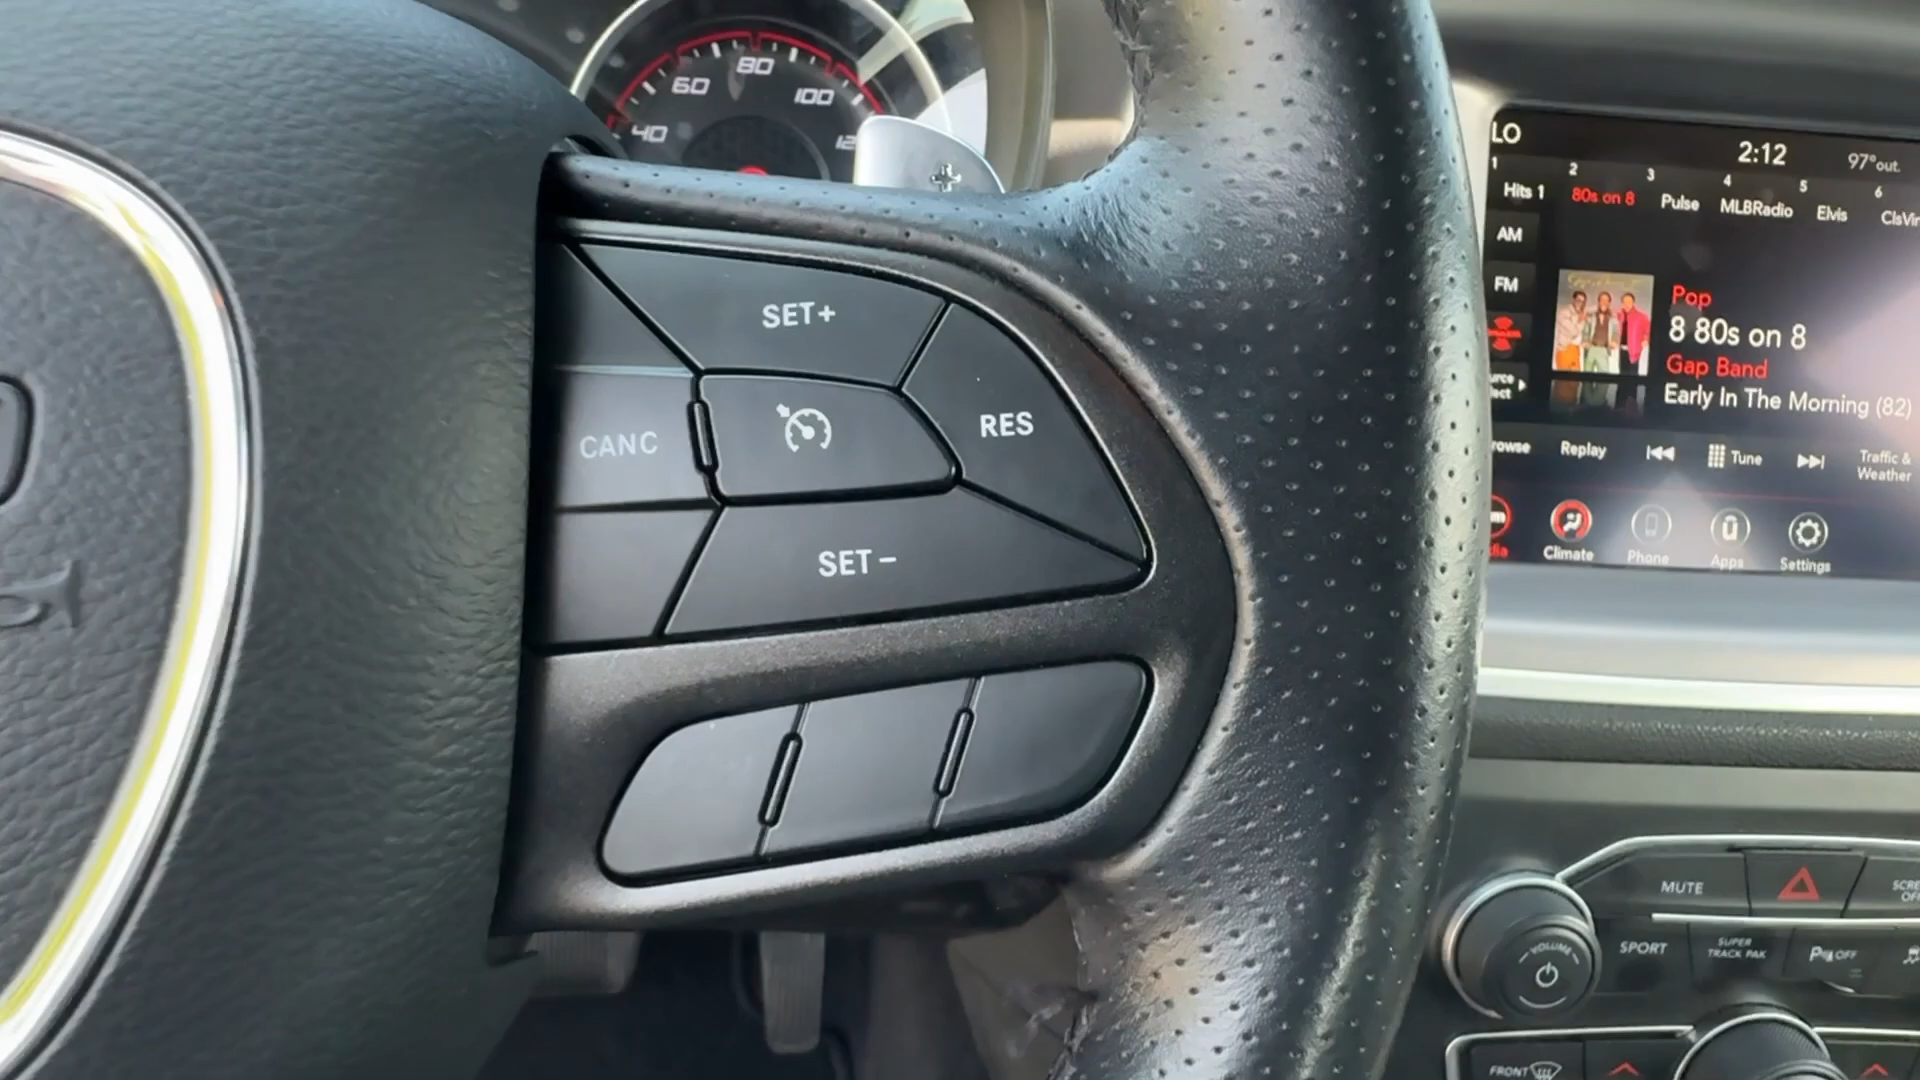 40
60
80
100
SET+
CANC
RES
SET-
LO
2:12
97°out.
1
2
3
4
5
6
Hits 1
80s on 8
Pulse
MLBRadio
Elvis
AM
FM
Pop
8 80s on 8
Gap Band
Early In The Morning (82)
Replay
Tune
Traffic &
Weather
Climate
Phone
Apps
Settings
MUTE
VOLUME
SPORT
SUPER
TRACK PAK
OFF
FRONT